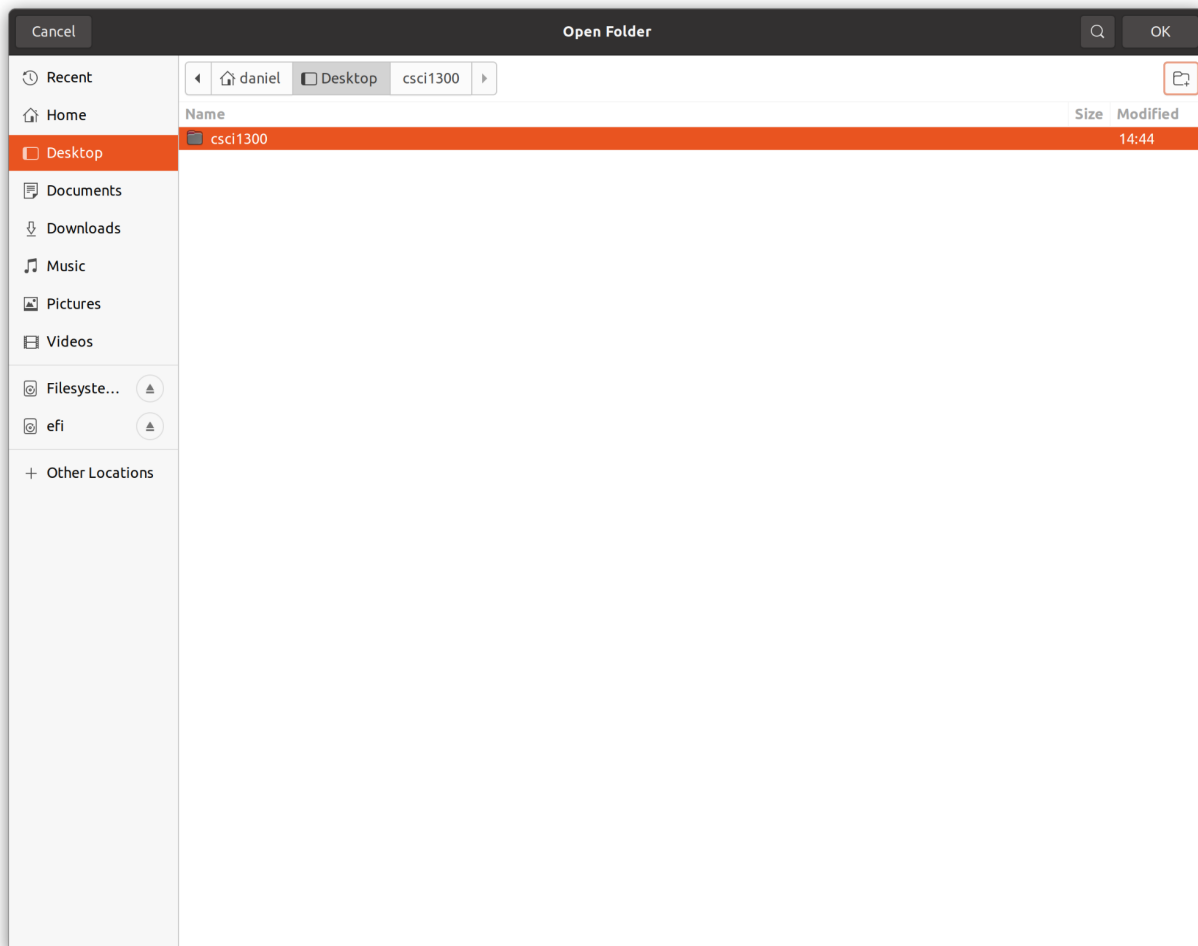 Cancel Open Folder OK
Recent
daniel Desktop csci1300
Home
Name Size Modified
csci1300 14:44
Desktop
Documents
Downloads
Music
Pictures
Videos
Filesyste...
efi
Other Locations